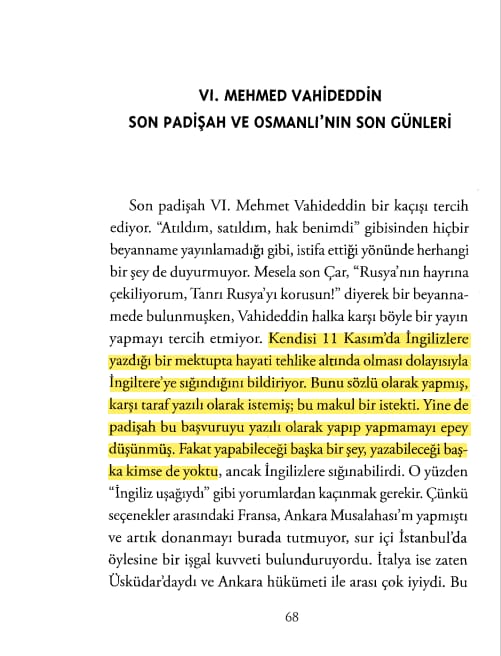 VI. MEHMED VAHİDEDDİN
SON PADİŞAH VE OSMANLI'NIN SON GÜNLERİ
Son padişah VI. Mehmet Vahideddin bir kaçışı tercih
ediyor. “Atıldım, satıldım, hak benimdi” gibisinden hiçbir
beyanname yayınlamadığı gibi, istifa ettiği yönünde herhangi
bir şey de duyurmuyor. Mesela son Çar, “Rusya’nın hayrına
çekiliyorum, Tanrı Rusya’yı korusun!” diyerek bir beyanna-
mede bulunmuşken, Vahideddin halka karşı böyle bir yayın
yapmayı tercih etmiyor. Kendisi 11 Kasım’da İngilizlere
yazdığı bir mektupta hayati tehlike altında olması dolayısıyla
İngiltere’ye sığındığını bildiriyor. Bunu sözlü olarak yapmış,
karşı taraf yazılı olarak istemiş; bu makul bir istekti. Yine de
padişah bu başvuruyu yazılı olarak yapıp yapmamayı epey
düşünmüş. Fakat yapabileceği başka bir şey, yazabileceği baş-
ka kimse de yoktu, ancak İngilizlere sığınabilirdi. O yüzden
“İngiliz uşağıydı” gibi yorumlardan kaçınmak gerekir. Çünkü
seçenekler arasındaki Fransa, Ankara Musalahası’m yapmıştı
ve artık donanmayı burada tutmuyor, sur içi İstanbul’da
öylesine bir işgal kuvveti bulunduruyordu. İtalya ise zaten
Üsküdar’daydı ve Ankara hükümeti ile arası çok iyiydi. Bu
68